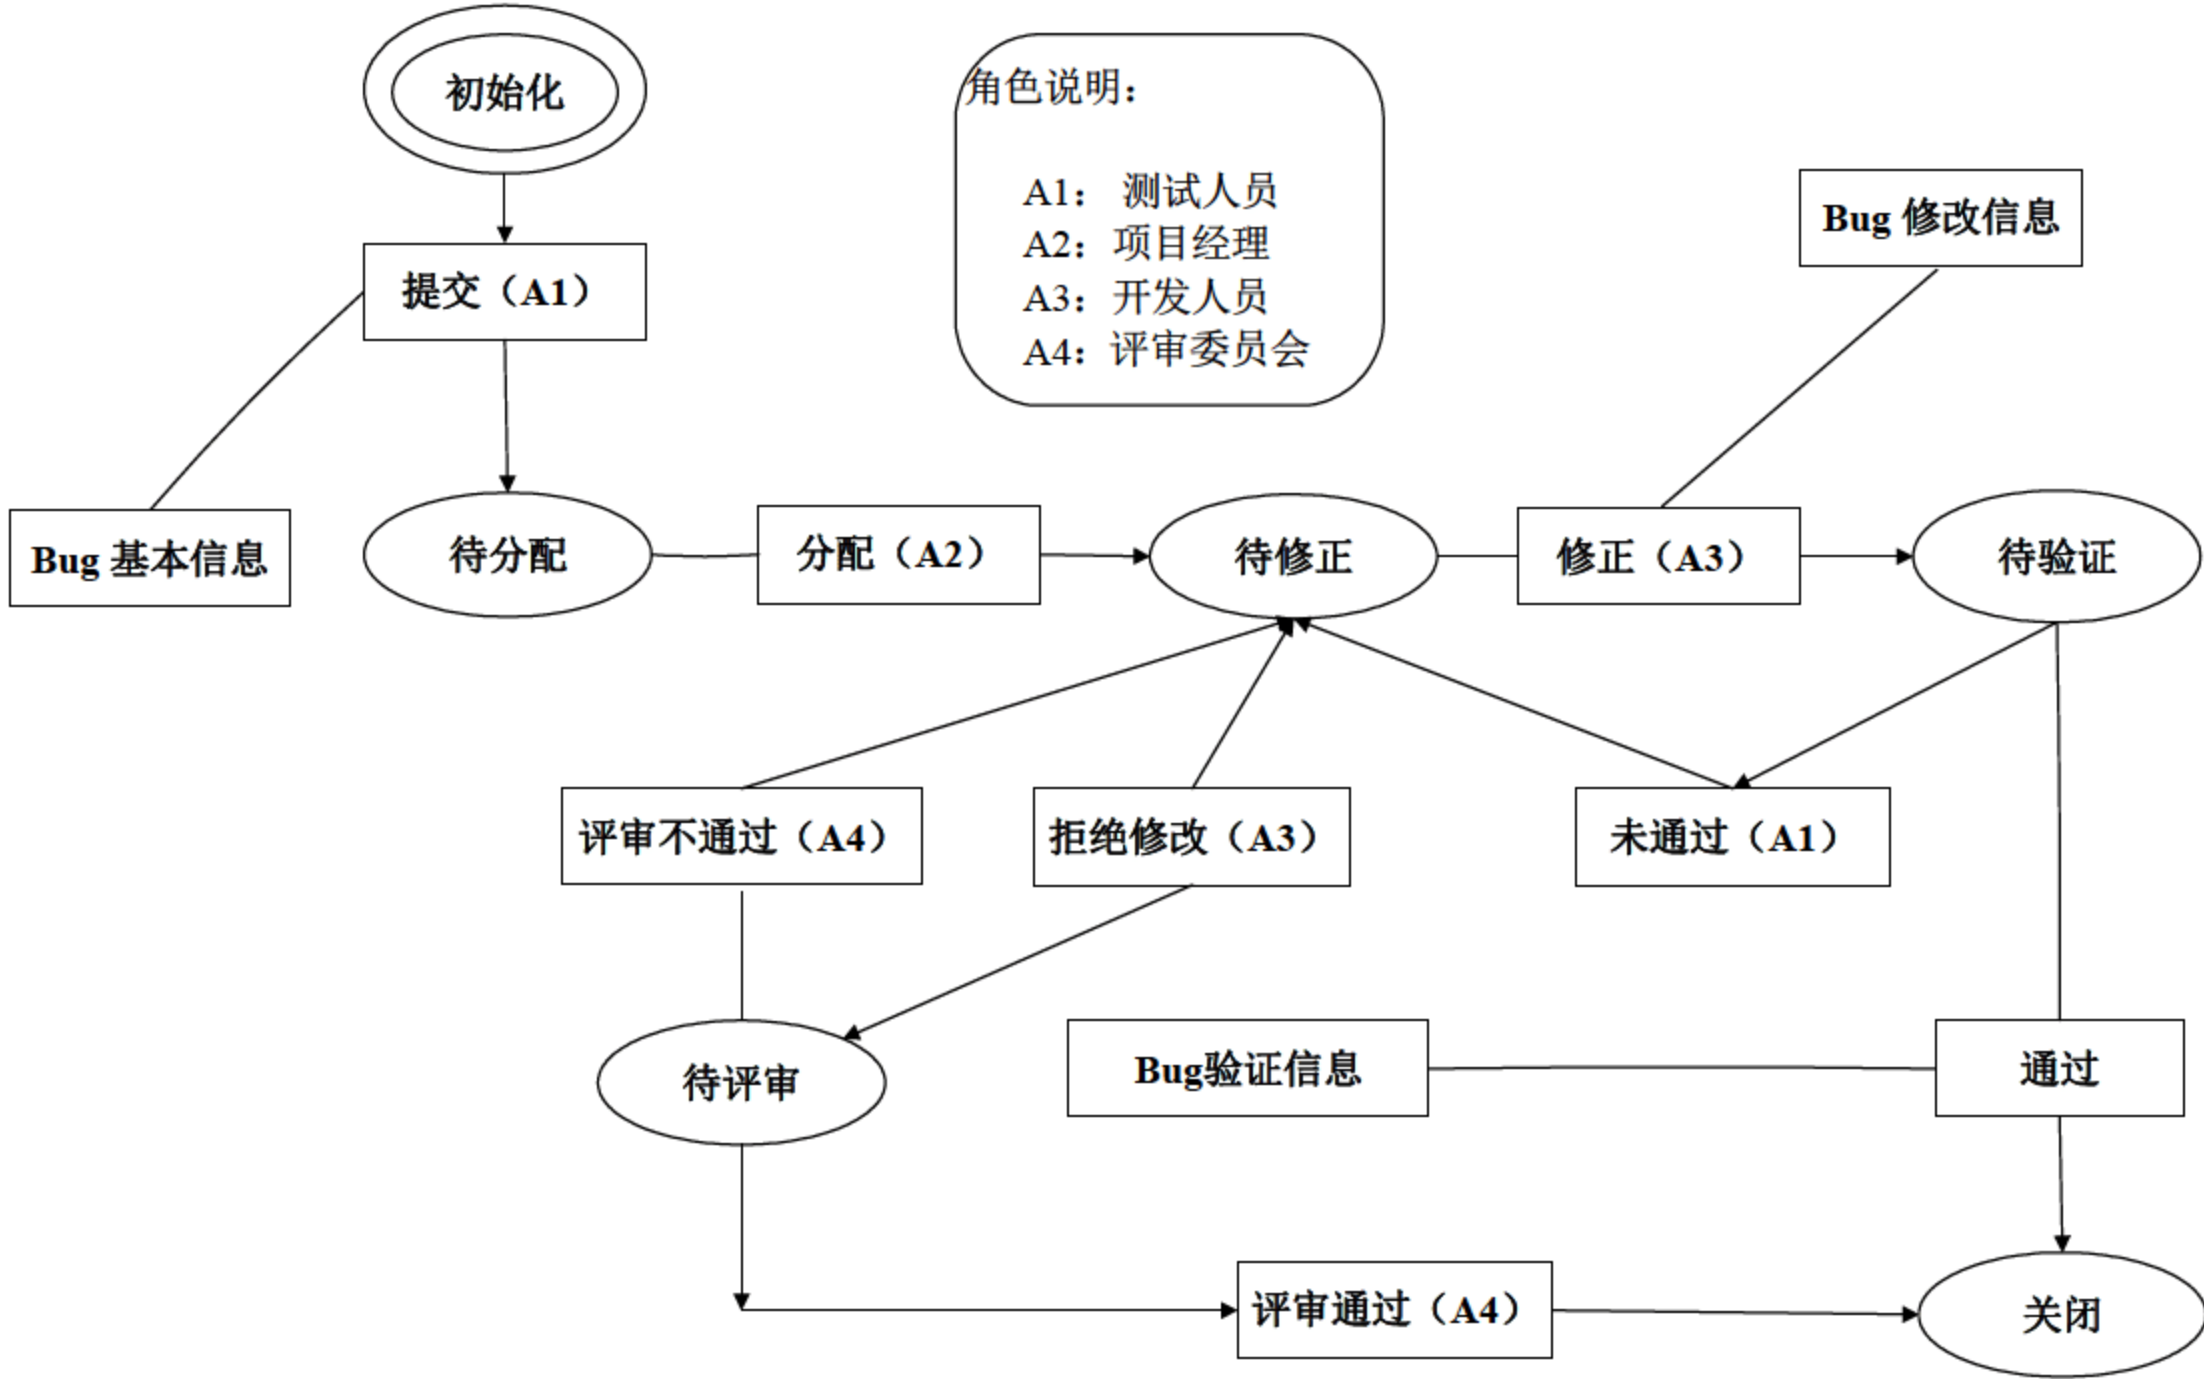 初始化
角色说明：
A1： 测试人员
A2：项目经理
A3：开发人员
A4：评审委员会
Bug 修改信息
提交（A1）
Bug 基本信息
待分配
分配（A2）
待修正
修正（A3）
待验证
评审不通过（A4）
拒绝修改（A3）
未通过（A1）
待评审
Bug验证信息
通过
评审通过（A4）
关闭